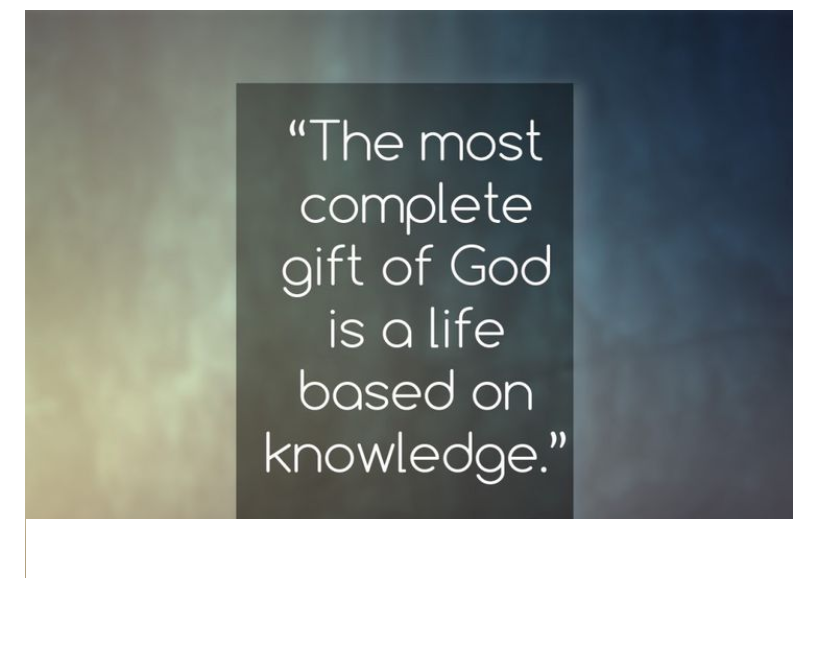 “The most
complete
gift of God
is a life
based on
knowledge.”